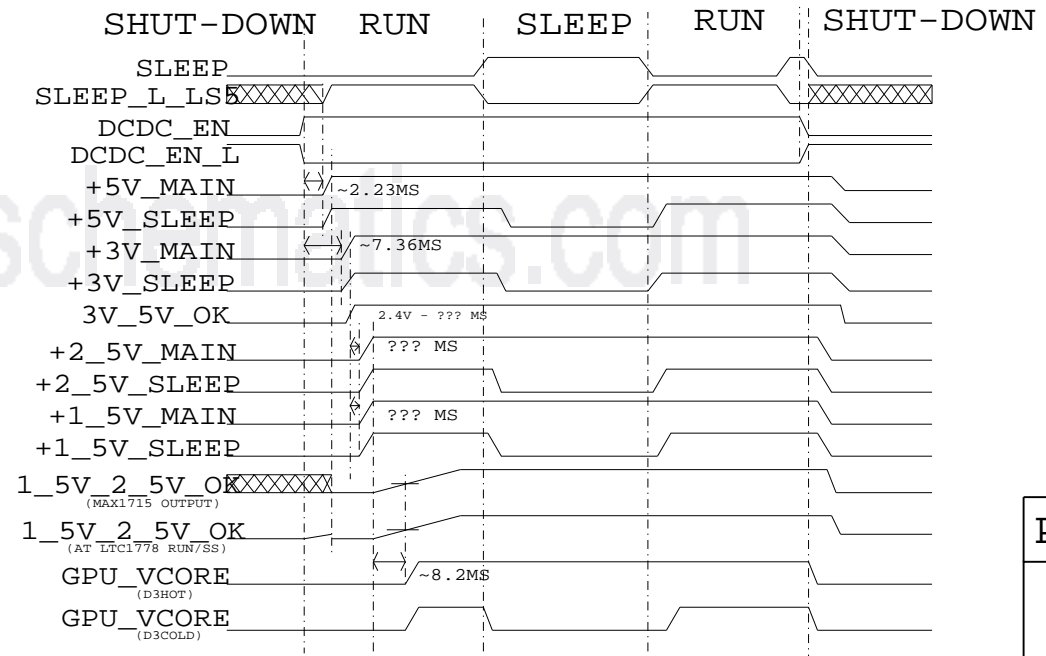 SHUT-DOWN RUN SLEEP RUN SHUT-DOWN
SLEEP
SLEEP_L_LS5
DCDC_EN
DCDC_EN_L
+5V_MAIN ~2.23MS
+5V_SLEEP
+3V_MAIN ~7.36MS
+3V_SLEEP
3V_5V_OK 2.4V - ??? MS
+2_5V_MAIN ??? MS
+2_5V_SLEEP
+1_5V_MAIN ??? MS
+1_5V_SLEEP
1_5V_2_5V_OK
(MAX1715 OUTPUT)
1_5V_2_5V_OK
(AT LTC1778 RUN/SS)
GPU_VCORE ~8.2MS
(D3HOT)
GPU_VCORE
(D3COLD)
schematics.com